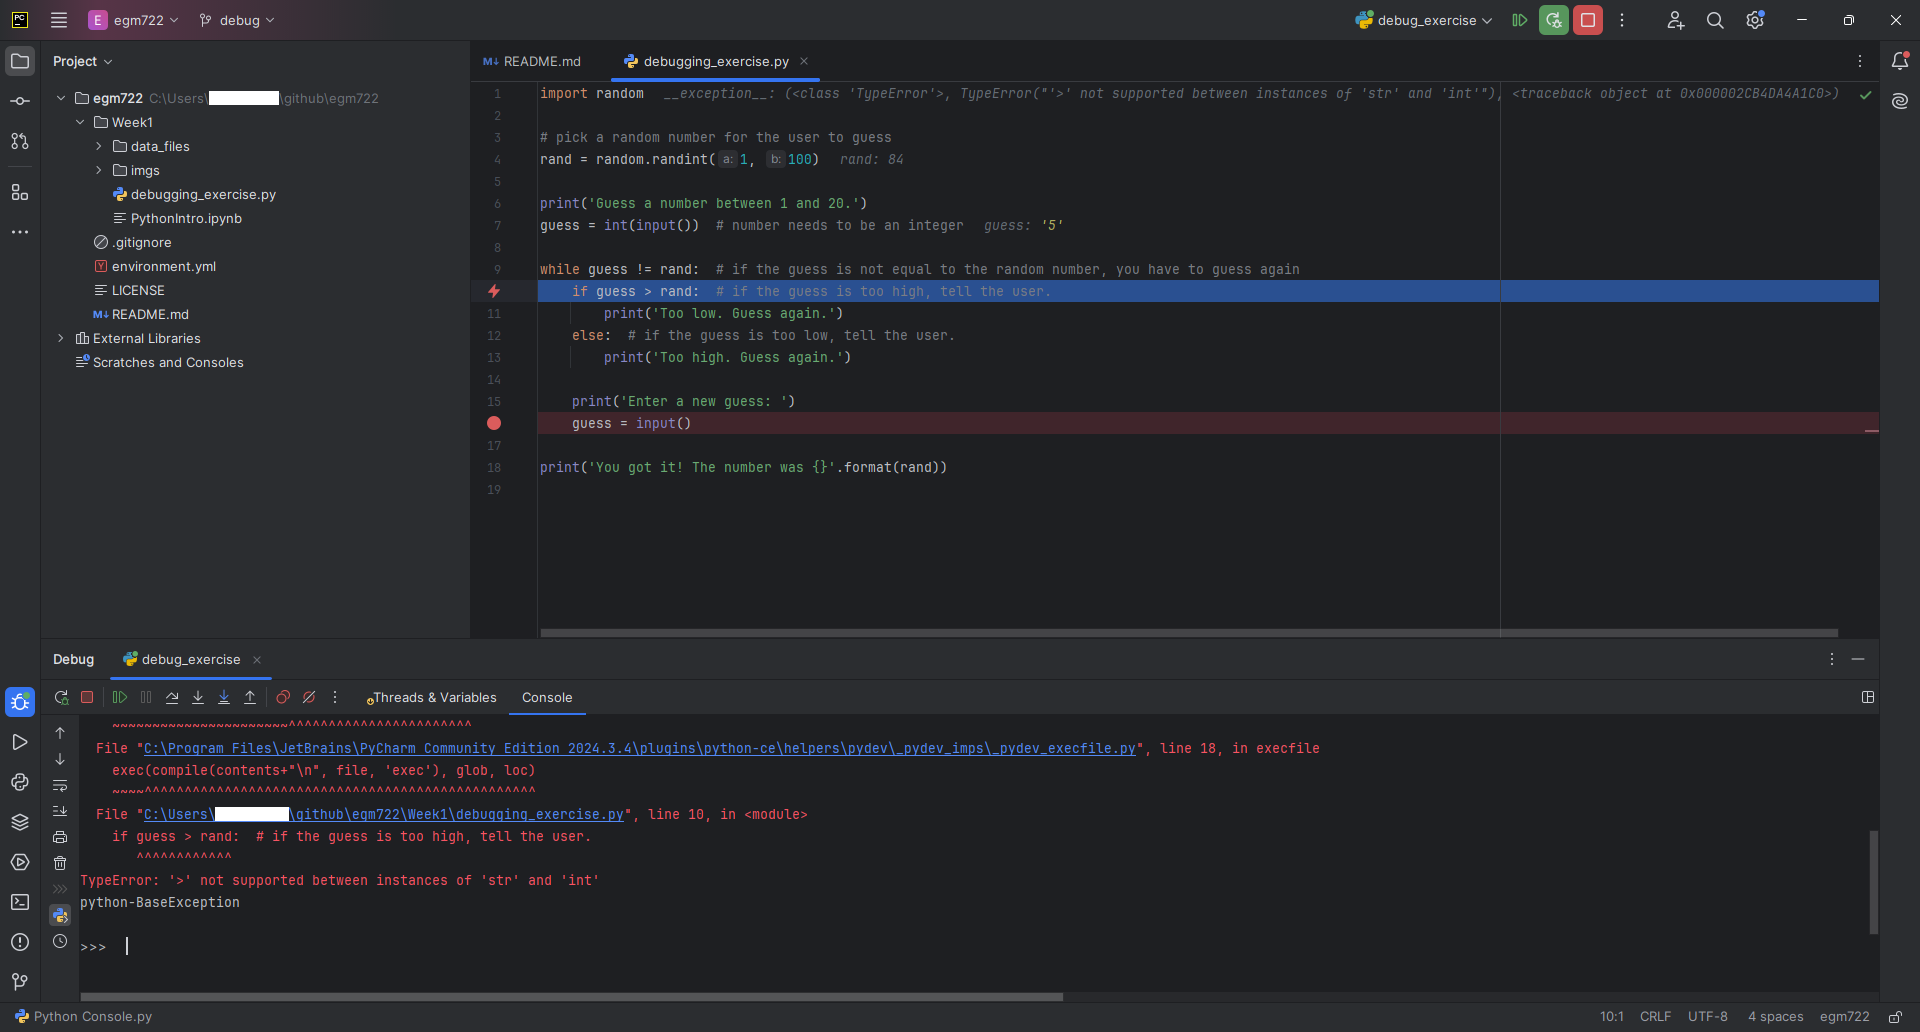 PC
E egm722 debug
debug_exercise
Project
egm722 C:\Users\ \github\egm722
Week1
data_files
imgs
debugging_exercise.py
PythonIntro.ipynb
.gitignore
Y environment.yml
LICENSE
M↓ README.md
External Libraries
Scratches and Consoles
M↓ README.md debugging_exercise.py
1 import random __exception__: (<class 'TypeError'>, TypeError("'>' not supported between instances of 'str' and 'int'"), <traceback object at 0x000002CB4DA4A1C0>)
2
3 # pick a random number for the user to guess
4 rand = random.randint( a: 1, b: 100) rand: 84
5
6 print('Guess a number between 1 and 20.')
7 guess = int(input()) # number needs to be an integer guess: '5'
8
9 while guess != rand: # if the guess is not equal to the random number, you have to guess again
if guess > rand: # if the guess is too high, tell the user.
11 print('Too low. Guess again.')
12 else: # if the guess is too low, tell the user.
13 print('Too high. Guess again.')
14
15 print('Enter a new guess: ')
guess = input()
17
18 print('You got it! The number was {}'.format(rand))
19
Debug debug_exercise
Threads & Variables Console
~~~~~~~~~~~~~~~~~~~~~~^^^^^^^^^^^^^^^^^^^^^^^
File "C:\Program Files\JetBrains\PyCharm Community Edition 2024.3.4\plugins\python-ce\helpers\pydev\_pydev_imps\_pydev_execfile.py", line 18, in execfile
exec(compile(contents+"\n", file, 'exec'), glob, loc)
~~~~^^^^^^^^^^^^^^^^^^^^^^^^^^^^^^^^^^^^^^^^^^^^^^^^^
File "C:\Users\ \github\egm722\Week1\debugging_exercise.py", line 10, in <module>
if guess > rand: # if the guess is too high, tell the user.
^^^^^^^^^^^^
TypeError: '>' not supported between instances of 'str' and 'int'
python-BaseException
>>>
Python Console.py
10:1 CRLF UTF-8 4 spaces egm722